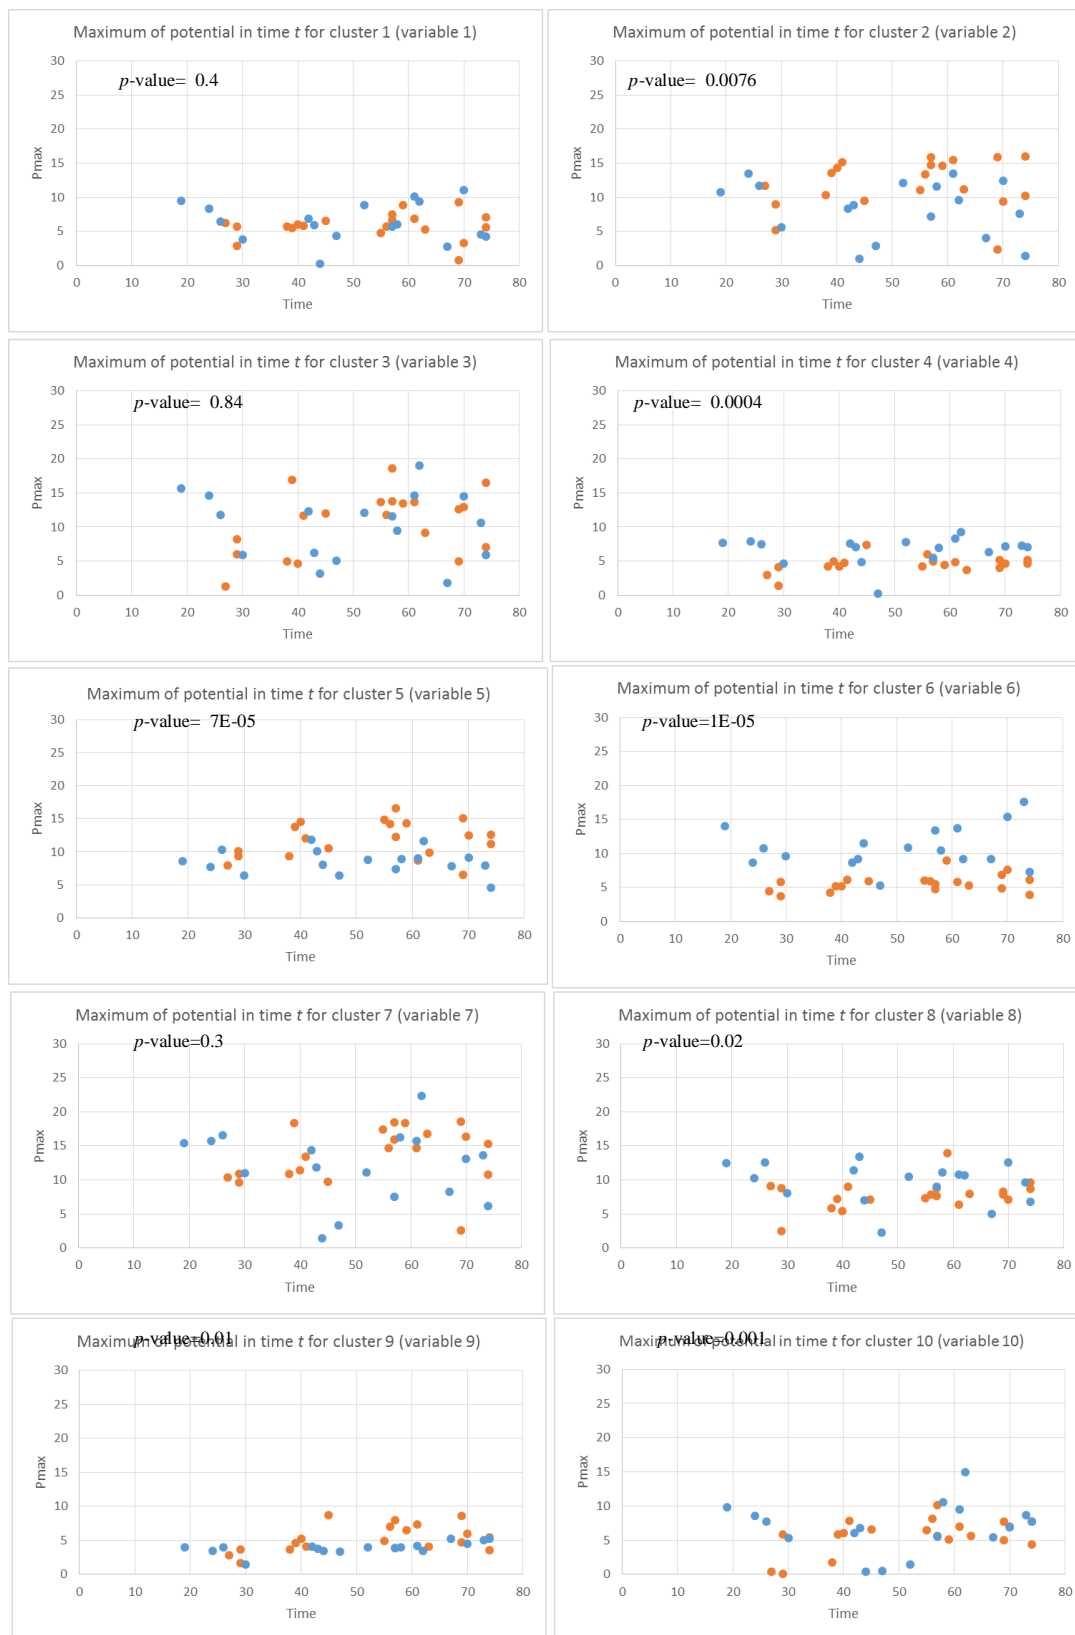 Maximum of potential in time t for cluster 1 (variable 1)
p-value= 0.4
30
25
20
15
10
5
0
Pmax
0 10 20 30 40 50 60 70 80
Time
Maximum of potential in time t for cluster 2 (variable 2)
p-value= 0.0076
30
25
20
15
10
5
0
Pmax
0 10 20 30 40 50 60 70 80
Time
Maximum of potential in time t for cluster 3 (variable 3)
p-value= 0.84
30
25
20
15
10
5
0
Pmax
0 10 20 30 40 50 60 70 80
Time
Maximum of potential in time t for cluster 4 (variable 4)
p-value= 0.0004
30
25
20
15
10
5
0
Pmax
0 10 20 30 40 50 60 70 80
Time
Maximum of potential in time t for cluster 5 (variable 5)
p-value= 7E-05
30
25
20
15
10
5
0
Pmax
0 10 20 30 40 50 60 70 80
Time
Maximum of potential in time t for cluster 6 (variable 6)
p-value=1E-05
30
25
20
15
10
5
0
Pmax
0 10 20 30 40 50 60 70 80
Time
Maximum of potential in time t for cluster 7 (variable 7)
p-value=0.3
30
25
20
15
10
5
0
Pmax
0 10 20 30 40 50 60 70 80
Time
Maximum of potential in time t for cluster 8 (variable 8)
p-value=0.02
30
25
20
15
10
5
0
Pmax
0 10 20 30 40 50 60 70 80
Time
Maximum of potential in time t for cluster 9 (variable 9)
p-value=0.01
30
25
20
15
10
5
0
Pmax
0 10 20 30 40 50 60 70 80
Time
Maximum of potential in time t for cluster 10 (variable 10)
p-value=0.001
30
25
20
15
10
5
0
Pmax
0 10 20 30 40 50 60 70 80
Time